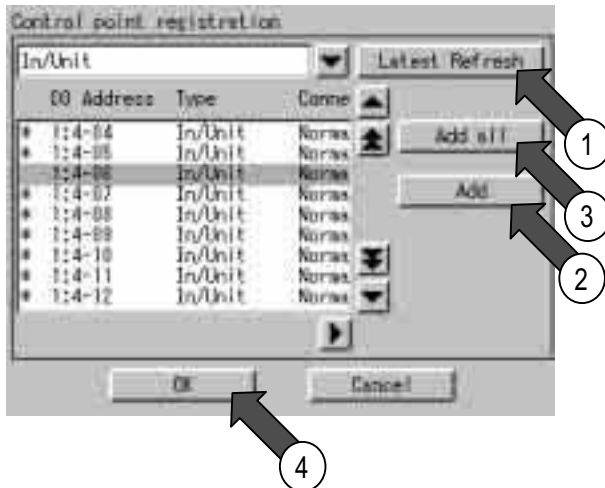 Control point registration
In/Unit
Latest Refresh
DG Address Type Conne
* 1:4-04 In/Unit Norma
* 1:4-05 In/Unit Norma
1:4-06 In/Unit Norma
* 1:4-07 In/Unit Norma
* 1:4-08 In/Unit Norma
* 1:4-09 In/Unit Norma
* 1:4-10 In/Unit Norma
* 1:4-11 In/Unit Norma
* 1:4-12 In/Unit Norma
Add all
Add
OK
Cancel
1
3
2
4